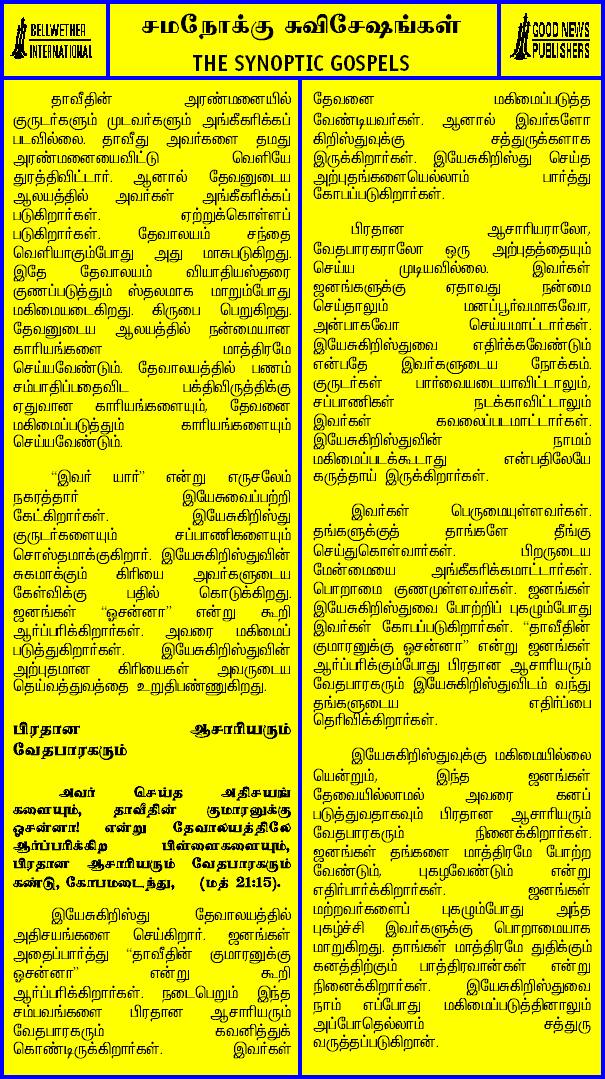 BELLWETHER
INTERNATIONAL
சமநோக்கு சுவிசேஷங்கள்
THE SYNOPTIC GOSPELS
GOOD NEWS
PUBLISHERS
தாவீதின் அரண்மனையில்
குருடர்களும் முடவர்களும் அங்கீகரிக்கப்
படவில்லை. தாவீது அவர்களை தமது
அரண்மனையைவிட்டு வெளியே
துரத்திவிட்டார். ஆனால் தேவனுடைய
ஆலயத்தில் அவர்கள் அங்கீகரிக்கப்
படுகிறார்கள். ஏற்றுக்கொள்ளப்
படுகிறார்கள். தேவாலயம் சந்தை
வெளியாகும்போது அது மாசுபடுகிறது.
இதே தேவாலயம் வியாதியஸ்தரை
குணப்படுத்தும் ஸ்தலமாக மாறும்போது
மகிமையடைகிறது. கிருபை பெறுகிறது.
தேவனுடைய ஆலயத்தில் நன்மையான
காரியங்களை மாத்திரமே
செய்யவேண்டும். தேவாலயத்தில் பணம்
சம்பாதிப்பதைவிட பக்திவிருத்திக்கு
ஏதுவான காரியங்களையும், தேவனை
மகிமைப்படுத்தும் காரியங்களையும்
செய்யவேண்டும்.
“இவர் யார்” என்று எருசலேம்
நகரத்தார் இயேசுவைப்பற்றி
கேட்கிறார்கள். இயேசுகிறிஸ்து
குருடர்களையும் சப்பாணிகளையும்
சொஸ்தமாக்குகிறார். இயேசுகிறிஸ்துவின்
சுகமாக்கும் கிரியை அவர்களுடைய
கேள்விக்கு பதில் கொடுக்கிறது.
ஜனங்கள் “ஓசன்னா” என்று கூறி
ஆர்ப்பரிக்கிறார்கள். அவரை மகிமைப்
படுத்துகிறார்கள். இயேசுகிறிஸ்துவின்
அற்புதமான கிரியைகள் அவருடைய
தெய்வத்துவத்தை உறுதிபண்ணுகிறது.
பிரதான ஆசாரியரும்
வேதபாரகரும்
அவர் செய்த அதிசயங்
களையும், தாவீதின் குமாரனுக்கு
ஓசன்னா! என்று தேவாலயத்திலே
ஆர்ப்பரிக்கிற பிள்ளைகளையும்,
பிரதான ஆசாரியரும் வேதபாரகரும்
கண்டு, கோபமடைந்து, (மத் 21:15).
இயேசுகிறிஸ்து தேவாலயத்தில்
அதிசயங்களை செய்கிறார். ஜனங்கள்
அதைப்பார்த்து “தாவீதின் குமாரனுக்கு
ஓசன்னா” என்று கூறி
ஆர்ப்பரிக்கிறார்கள். நடைபெறும் இந்த
சம்பவங்களை பிரதான ஆசாரியரும்
வேதபாரகரும் கவனித்துக்
கொண்டிருக்கிறார்கள். இவர்கள்
தேவனை மகிமைப்படுத்த
வேண்டியவர்கள். ஆனால் இவர்களோ
கிறிஸ்துவுக்கு சத்துருக்களாக
இருக்கிறார்கள். இயேசுகிறிஸ்து செய்த
அற்புதங்களையெல்லாம் பார்த்து
கோபப்படுகிறார்கள்.
பிரதான ஆசாரியராலோ,
வேதபாரகராலோ ஒரு அற்புதத்தையும்
செய்ய முடியவில்லை. இவர்கள்
ஜனங்களுக்கு ஏதாவது நன்மை
செய்தாலும் மனப்பூர்வமாகவோ,
அன்பாகவோ செய்யமாட்டார்கள்.
இயேசுகிறிஸ்துவை எதிர்க்கவேண்டும்
என்பதே இவர்களுடைய நோக்கம்.
குருடர்கள் பார்வையடையாவிட்டாலும்,
சப்பாணிகள் நடக்காவிட்டாலும்
இவர்கள் கவலைப்படமாட்டார்கள்.
இயேசுகிறிஸ்துவின் நாமம்
மகிமைப்படக்கூடாது என்பதிலேயே
கருத்தாய் இருக்கிறார்கள்.
இவர்கள் பெருமையுள்ளவர்கள்.
தங்களுக்குத் தாங்களே தீங்கு
செய்துகொள்வார்கள். பிறருடைய
மேன்மையை அங்கீகரிக்கமாட்டார்கள்.
பொறாமை குணமுள்ளவர்கள். ஜனங்கள்
இயேசுகிறிஸ்துவை போற்றிப் புகழும்போது
இவர்கள் கோபப்படுகிறார்கள். “தாவீதின்
குமாரனுக்கு ஓசன்னா” என்று ஜனங்கள்
ஆர்ப்பரிக்கும்போது பிரதான ஆசாரியரும்
வேதபாரகரும் இயேசுகிறிஸ்துவிடம் வந்து
தங்களுடைய எதிர்ப்பை
தெரிவிக்கிறார்கள்.
இயேசுகிறிஸ்துவுக்கு மகிமையில்லை
யென்றும், இந்த ஜனங்கள்
தேவையில்லாமல் அவரை கனப்
படுத்துவதாகவும் பிரதான ஆசாரியரும்
வேதபாரகரும் நினைக்கிறார்கள்.
ஜனங்கள் தங்களை மாத்திரமே போற்ற
வேண்டும், புகழவேண்டும் என்று
எதிர்பார்க்கிறார்கள். ஜனங்கள்
மற்றவர்களைப் புகழும்போது அந்த
புகழ்ச்சி இவர்களுக்கு பொறாமையாக
மாறுகிறது. தாங்கள் மாத்திரமே துதிக்கும்
கனத்திற்கும் பாத்திரவான்கள் என்று
நினைக்கிறார்கள். இயேசுகிறிஸ்துவை
நாம் எப்போது மகிமைப்படுத்தினாலும்
அப்போதெல்லாம் சத்துரு
வருத்தப்படுகிறான்.